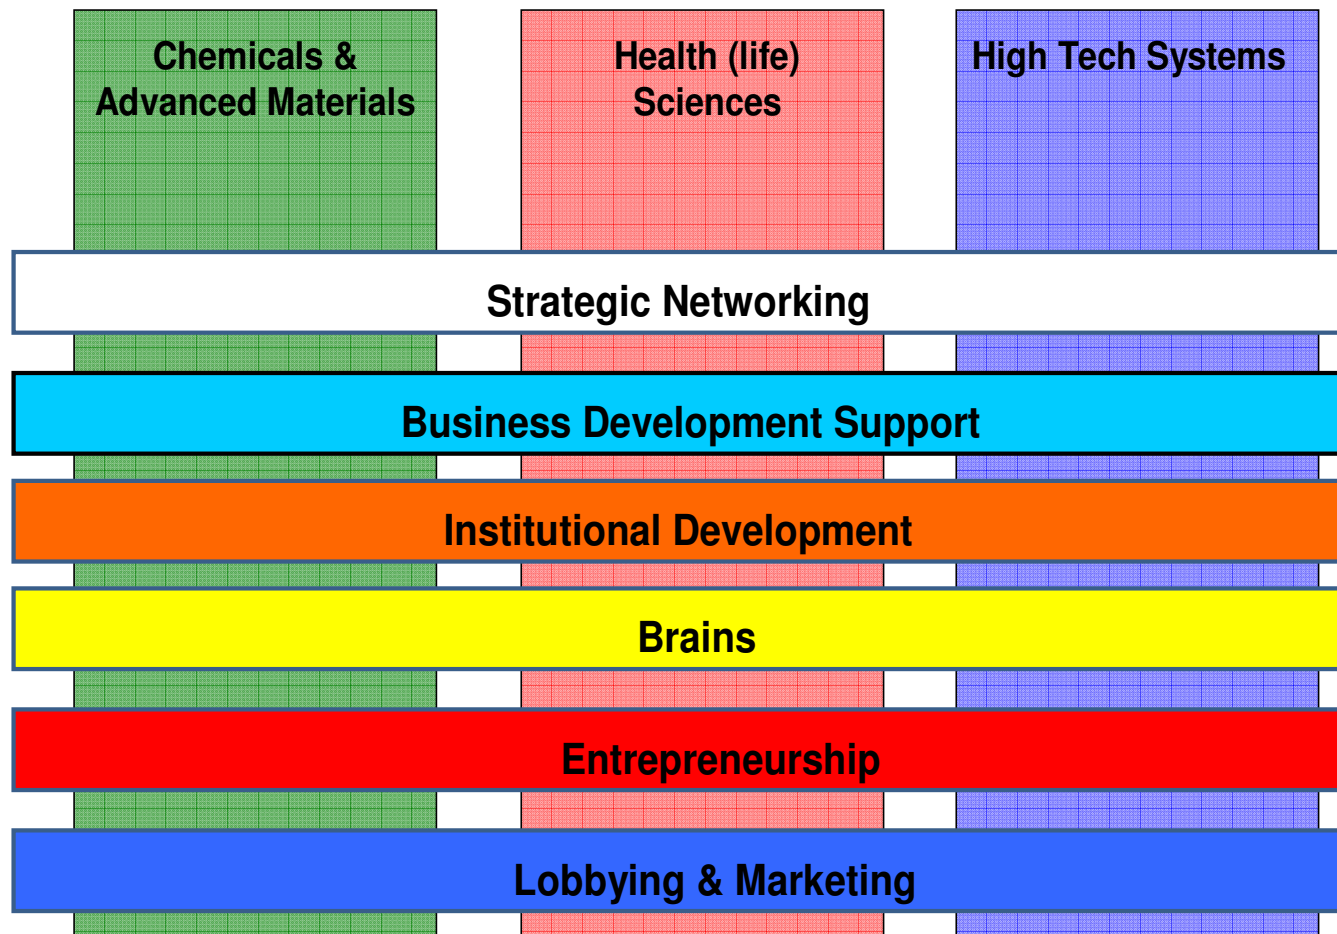 Chemicals &
Advanced Materials
Health (life)
Sciences
High Tech Systems
Strategic Networking
Business Development Support
Institutional Development
Brains
Entrepreneurship
Lobbying & Marketing